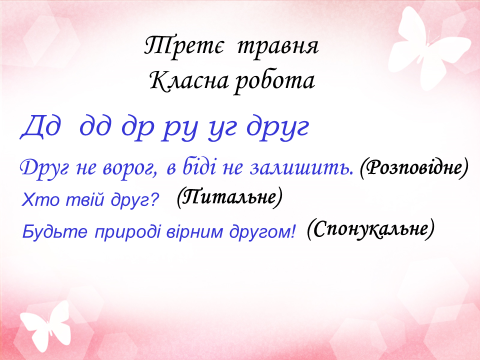 Третє травня
Класна робота
Дд дд др ру уг друг
Друг не ворог, в біді не залишить. (Розповідне)
Хто твій друг? (Питальне)
Будьте природі вірним другом! (Спонукальне)